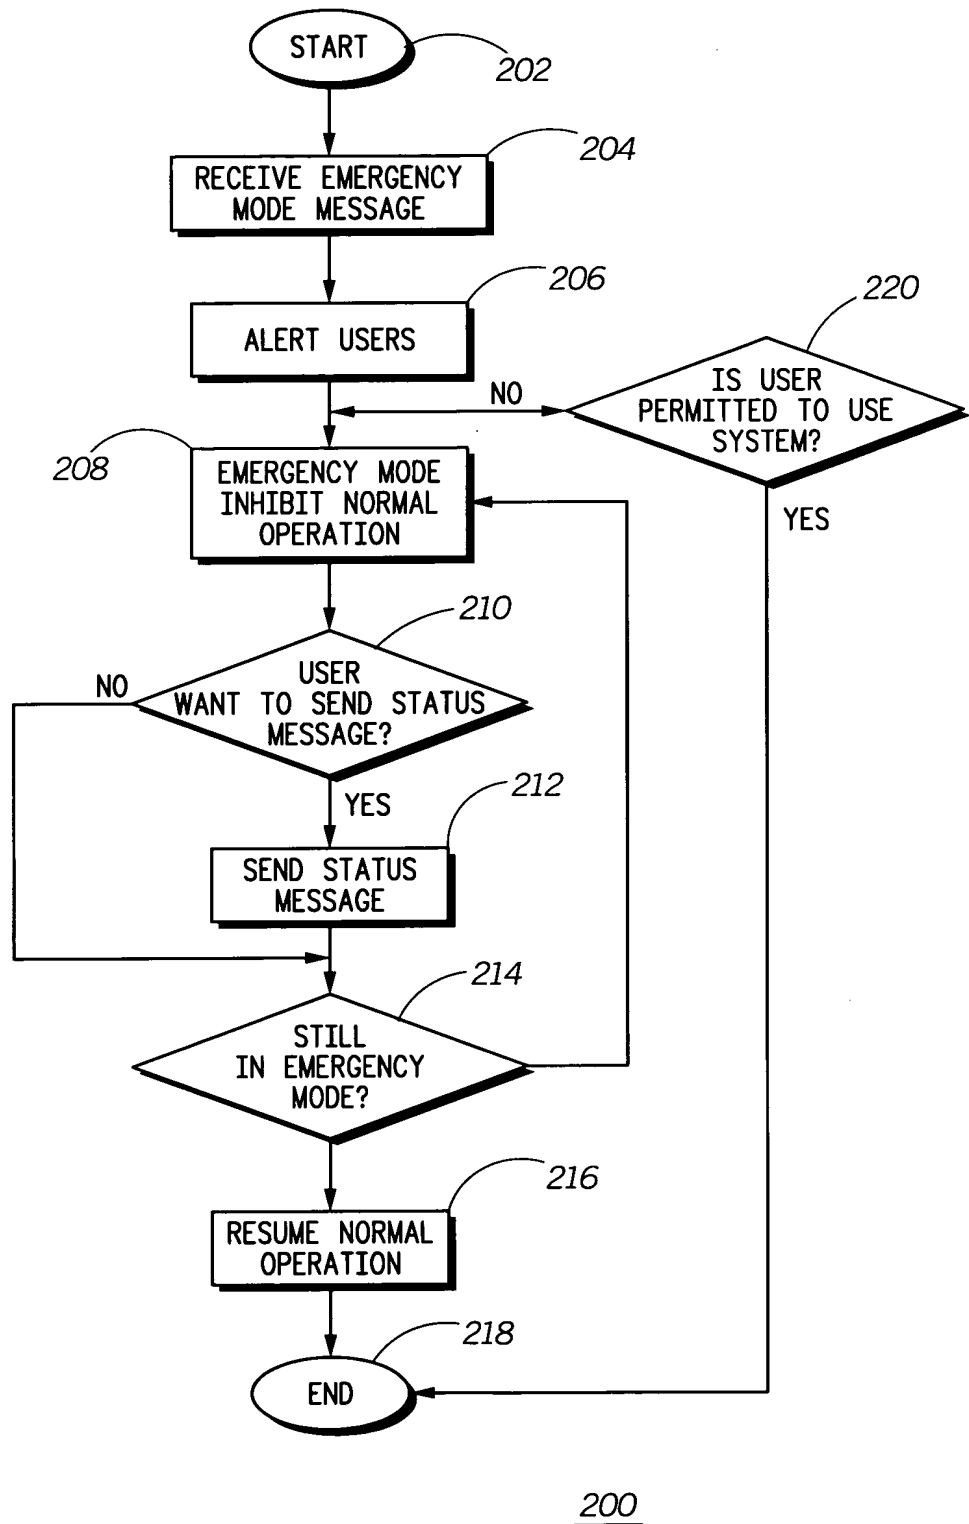 START
202
204
RECEIVE EMERGENCY
MODE MESSAGE
206
ALERT USERS
220
IS USER
PERMITTED TO USE
SYSTEM?
NO
YES
208
EMERGENCY MODE
INHIBIT NORMAL
OPERATION
210
USER
WANT TO SEND STATUS
MESSAGE?
NO
YES
212
SEND STATUS
MESSAGE
214
STILL
IN EMERGENCY
MODE?
216
RESUME NORMAL
OPERATION
218
END
200